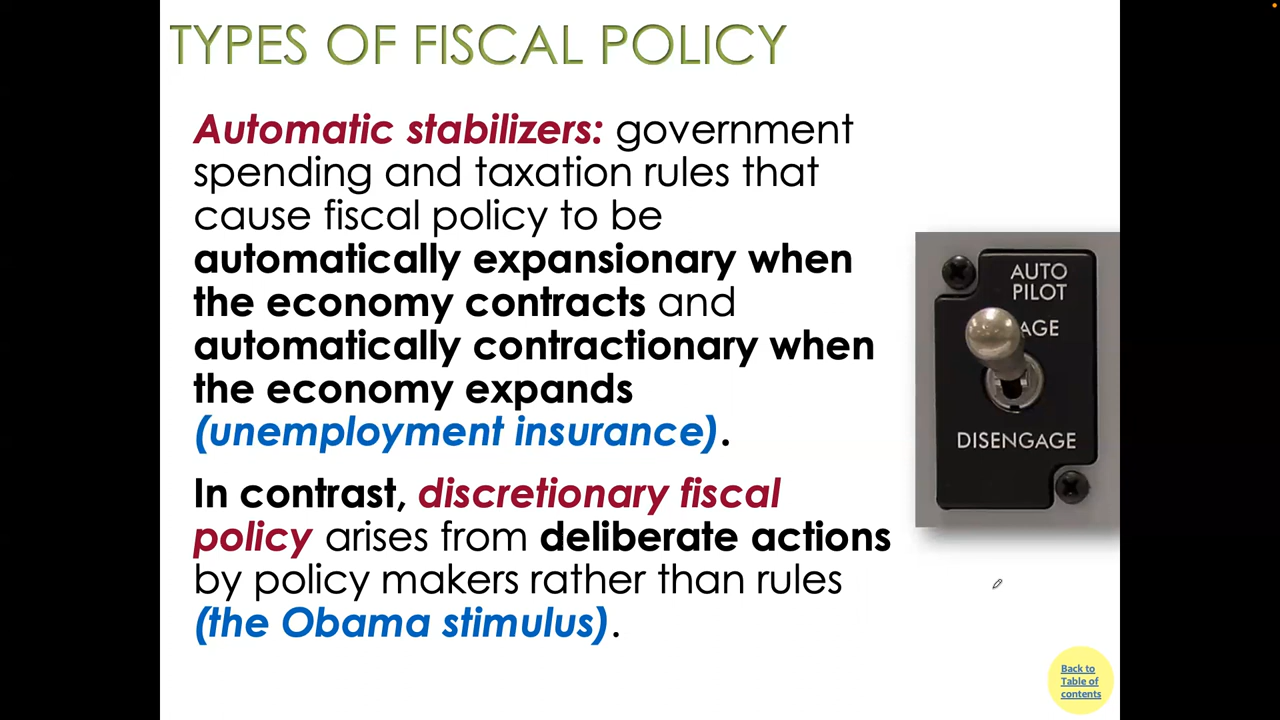 TYPES OF FISCAL POLICY
Automatic stabilizers: government
spending and taxation rules that
cause fiscal policy to be
automatically expansionary when
the economy contracts and
automatically contractionary when
the economy expands
(unemployment insurance).
In contrast, discretionary fiscal
policy arises from deliberate actions
by policy makers rather than rules
(the Obama stimulus).
AUTO
PILOT
AGE
DISENGAGE
Back to
Table of
contents